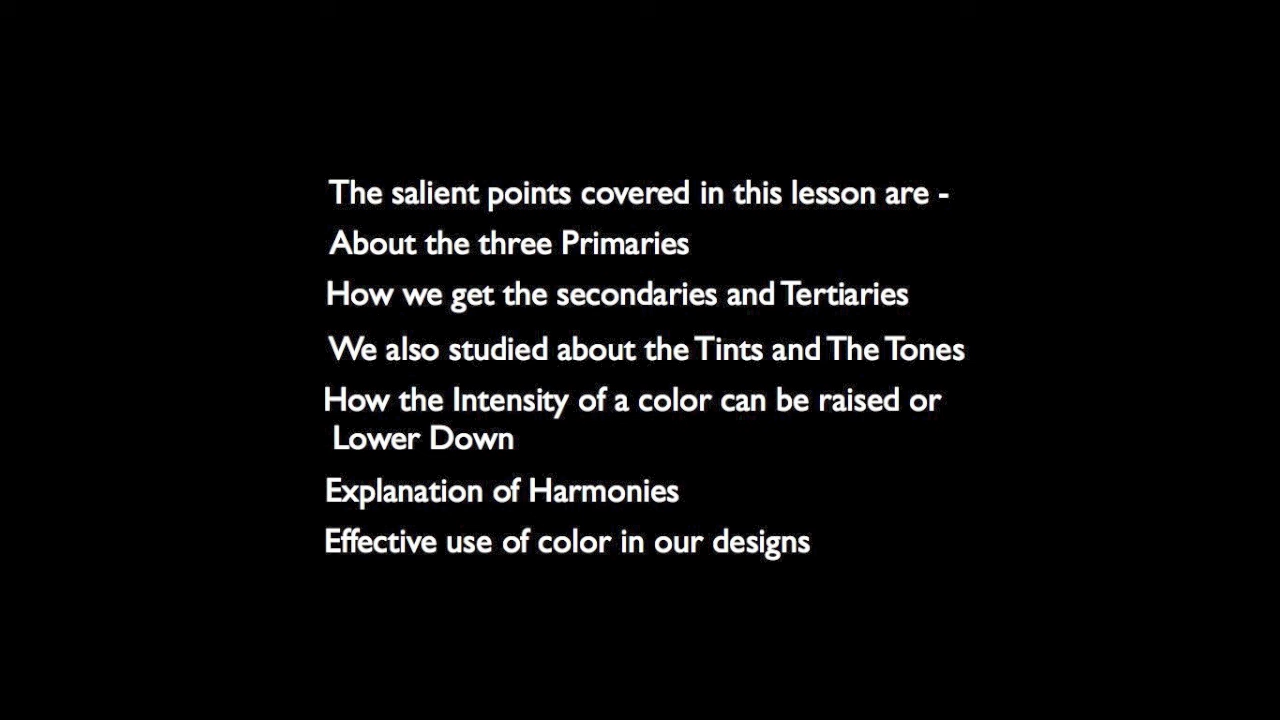 The salient points covered in this lesson are -
About the three Primaries
How we get the secondaries and Tertiaries
We also studied about the Tints and The Tones
How the Intensity of a color can be raised or
Lower Down
Explanation of Harmonies
Effective use of color in our designs